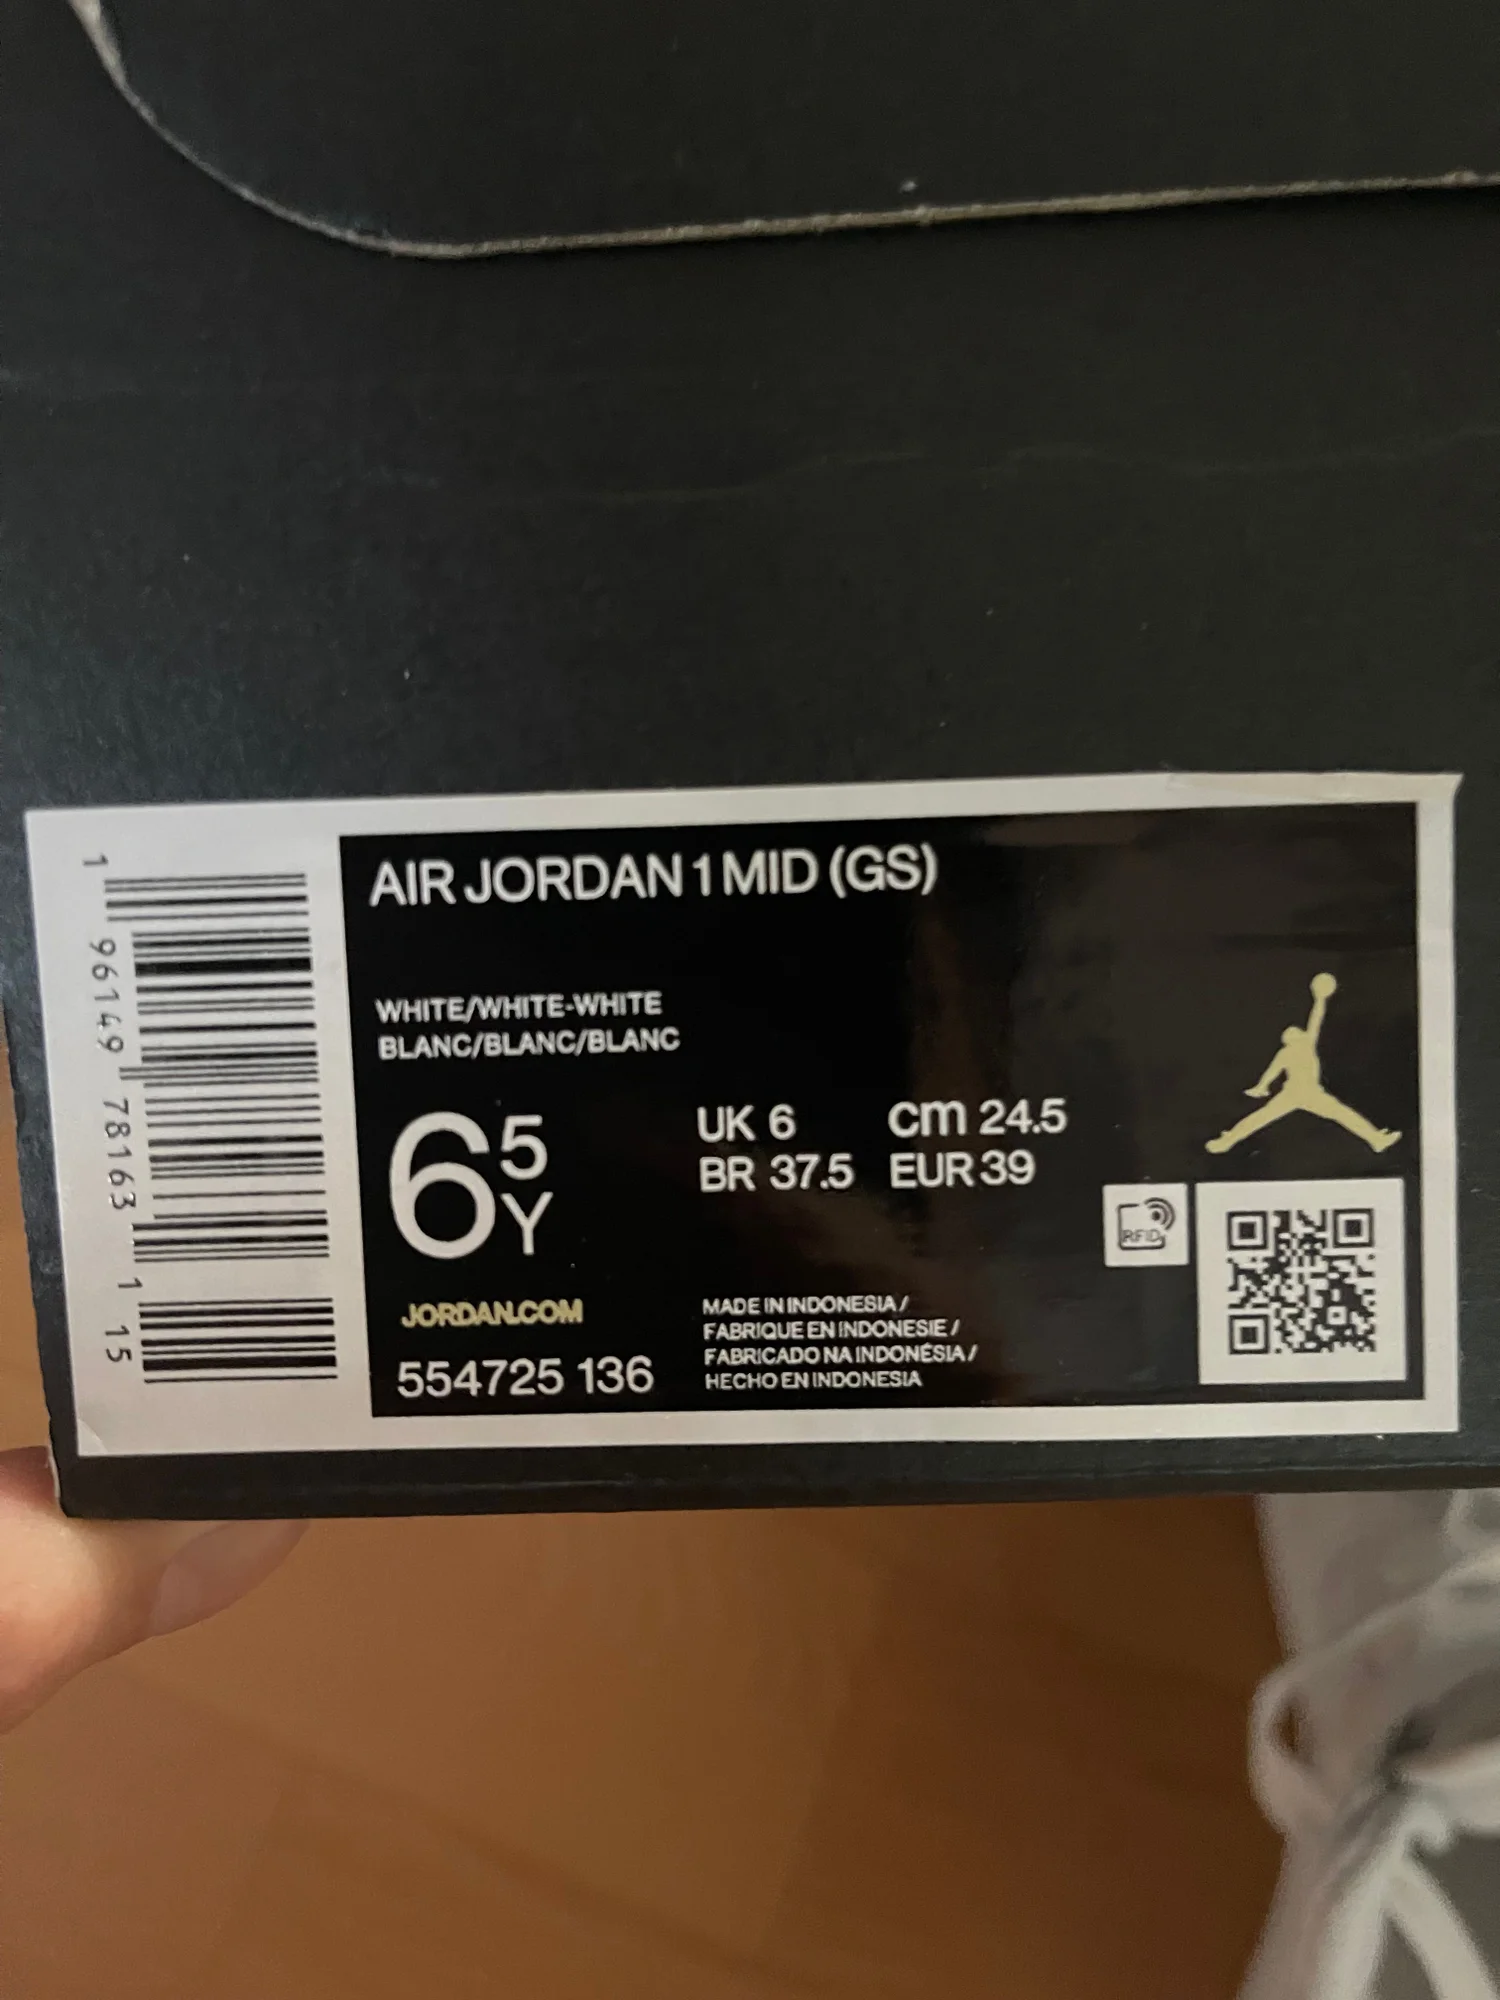 AIR JORDAN 1 MID (GS)
WHITE/WHITE-WHITE
BLANC/BLANC/BLANC
6 5 Y
UK 6 cm 24.5
BR 37.5 EUR 39
RFID
JORDAN.COM
554725 136
MADE IN INDONESIA /
FABRIQUE EN INDONESIE /
FABRICADO NA INDONÉSIA /
HECHO EN INDONESIA
1 96149 78163 1 15